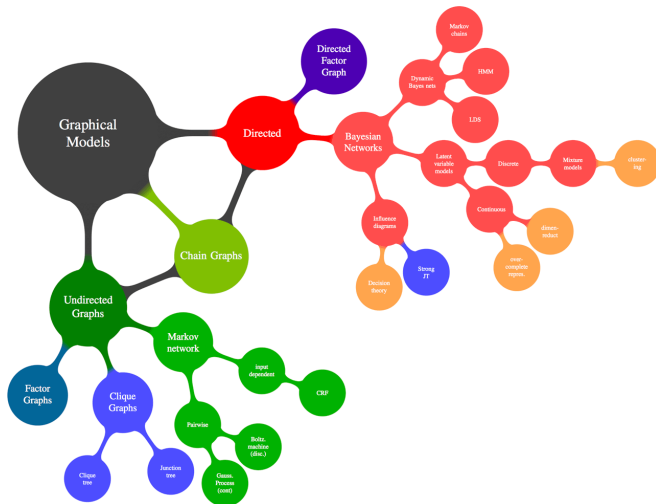 Graphical
Models
Directed
Factor
Graph
Directed
Bayesian
Networks
Dynamic
Bayes nets
Markov
chains
HMM
LDS
Latent
variable
models
Discrete
Mixture
models
cluster-
ing
Continuous
dimen-
reduct
over-
complete
repres.
Influence
diagrams
Decision
theory
Strong
JT
Chain Graphs
Undirected
Graphs
Factor
Graphs
Clique
Graphs
Clique
tree
Junction
tree
Markov
network
input
dependent
CRF
Pairwise
Boltz.
machine
(disc.)
Gauss.
Process
(cont)